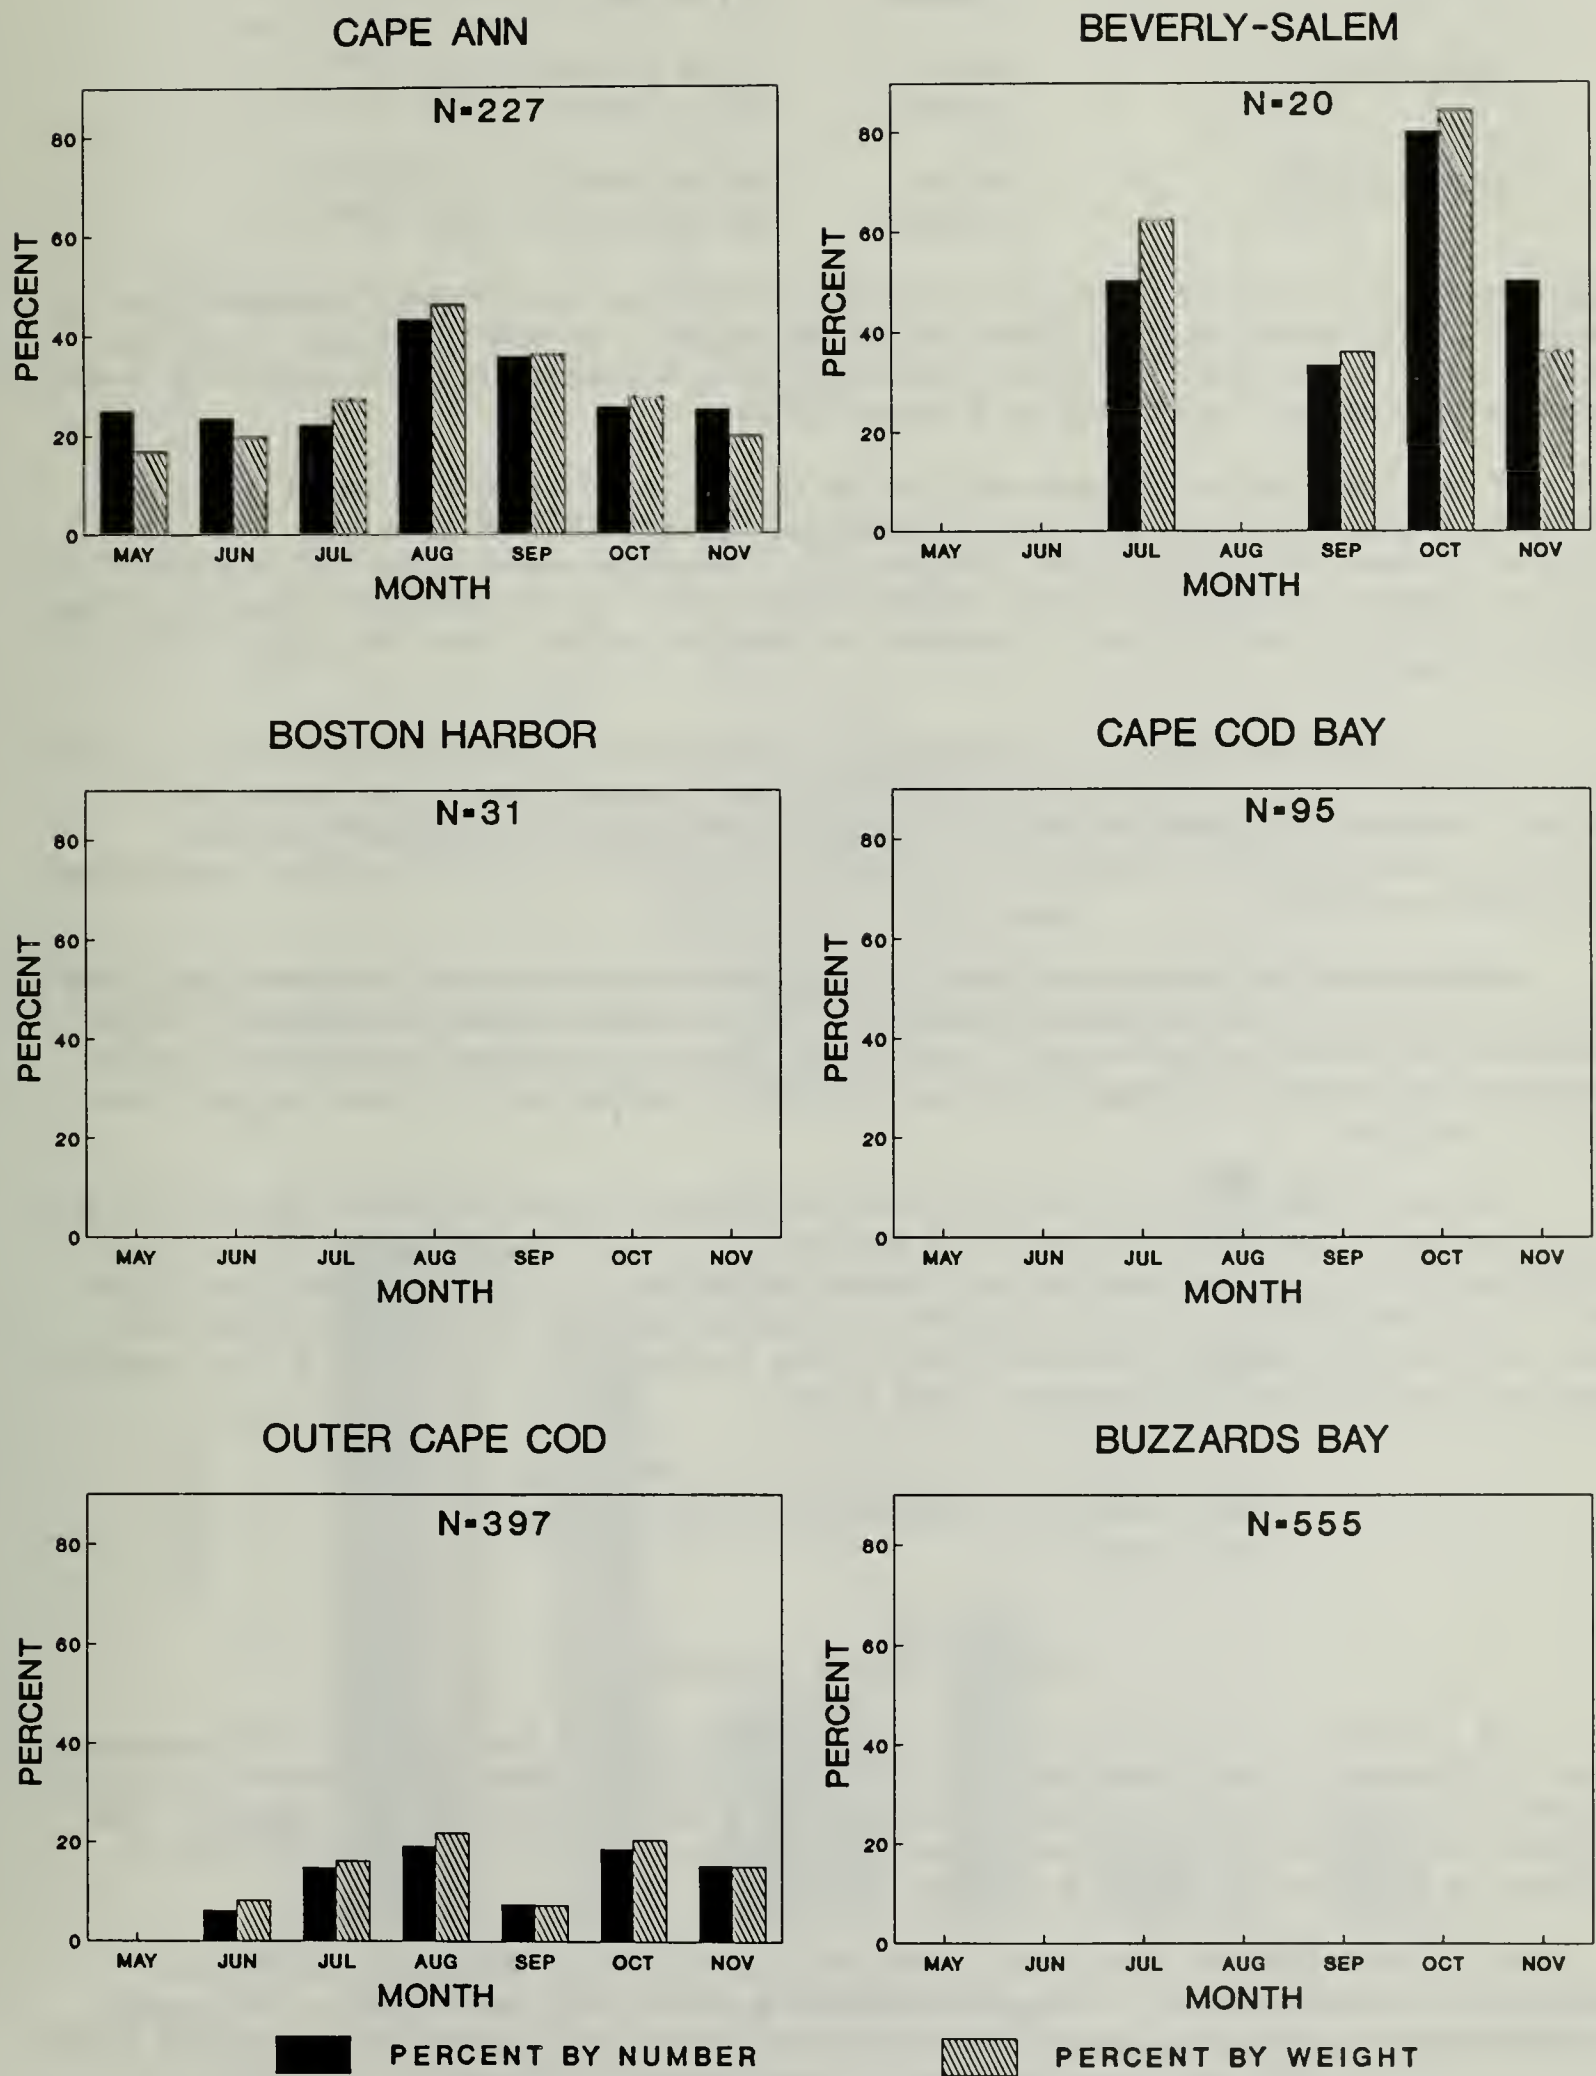 CAPE ANN
N=227
PERCENT
80
60
40
20
0
MAY JUN JUL AUG SEP OCT NOV
MONTH
BEVERLY-SALEM
N=20
PERCENT
80
60
40
20
0
MAY JUN JUL AUG SEP OCT NOV
MONTH
BOSTON HARBOR
N=31
PERCENT
80
60
40
20
0
MAY JUN JUL AUG SEP OCT NOV
MONTH
CAPE COD BAY
N=95
PERCENT
80
60
40
20
0
MAY JUN JUL AUG SEP OCT NOV
MONTH
OUTER CAPE COD
N=397
PERCENT
80
60
40
20
0
MAY JUN JUL AUG SEP OCT NOV
MONTH
BUZZARDS BAY
N=555
PERCENT
80
60
40
20
0
MAY JUN JUL AUG SEP OCT NOV
MONTH
PERCENT BY NUMBER
PERCENT BY WEIGHT